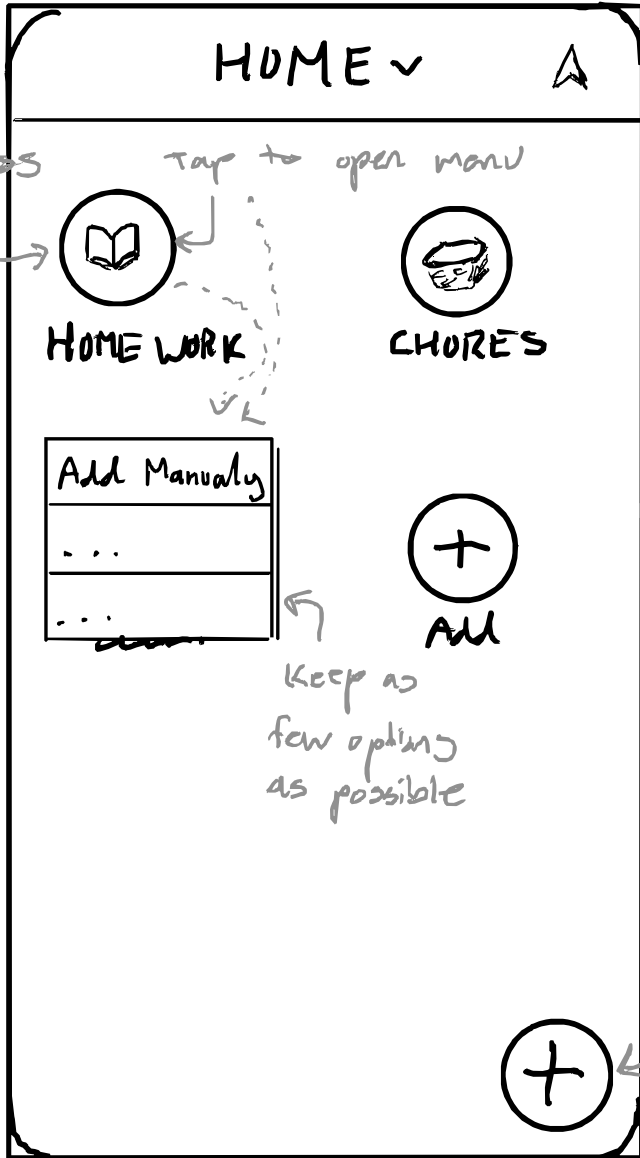 HOME
Tap to open menu
HOMEWORK
CHORES
Add Manualy
...
...
Add
Keep as
few options
as possible